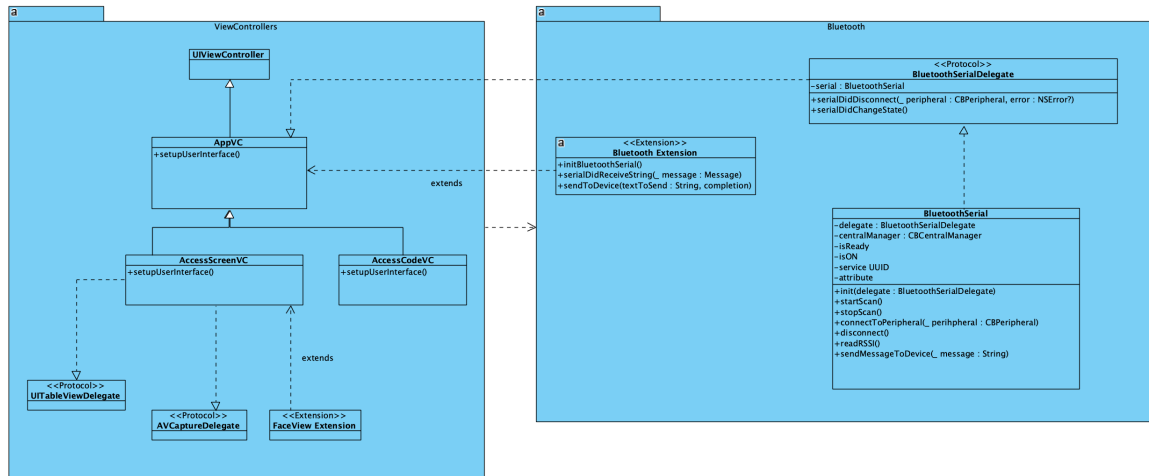 a
ViewControllers
UIViewController
AppVC
+setupUserInterface()
AccessScreenVC
+setupUserInterface()
AccessCodeVC
+setupUserInterface()
extends
<<Protocol>>
UITableViewDelegate
<<Protocol>>
AVCaptureDelegate
<<Extension>>
FaceView Extension
a
Bluetooth
<<Protocol>>
BluetoothSerialDelegate
-serial : BluetoothSerial
+serialDidDisconnect(_ peripheral : CBPeripheral, error : NSError?)
+serialDidChangeState()
a
<<Extension>>
Bluetooth Extension
+initBluetoothSerial()
+serialDidReceiveString(_ message : Message)
+sendToDevice(textToSend : String, completion)
extends
BluetoothSerial
-delegate : BluetoothSerialDelegate
-centralManager : CBCentralManager
-isReady
-isON
-service UUID
-attribute
+init(delegate : BluetoothSerialDelegate)
+startScan()
+stopScan()
+connectToPeripheral(_ perihpheral : CBPeripheral)
+disconnect()
+readRSSI()
+sendMessageToDevice(_ message : String)